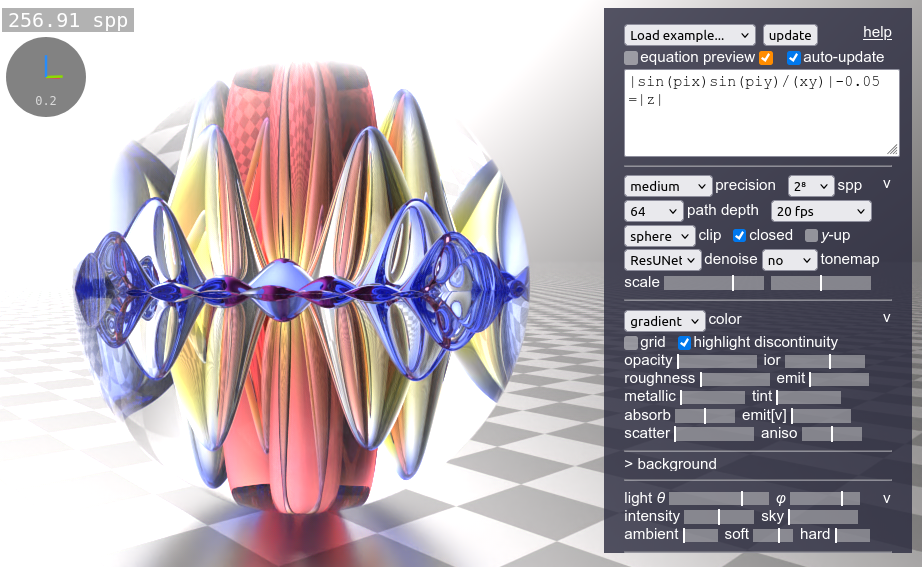 256.91 spp
0.2
Load example... update help
equation preview auto-update
|sin(pix)sin(piy)/(xy)|-0.05
=|z|
medium precision 2⁸ spp v
64 path depth 20 fps
sphere clip closed y-up
ResUNet denoise no tonemap
scale
gradient color v
grid highlight discontinuity
opacity ior
roughness emit
metallic tint
absorb emit[v]
scatter aniso
> background
light θ φ v
intensity sky
ambient soft hard